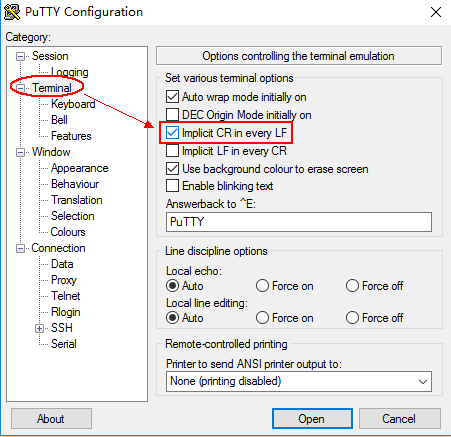 PuTTY Configuration
Category:
Session
Logging
Terminal
Keyboard
Bell
Features
Window
Appearance
Behaviour
Translation
Selection
Colours
Connection
Data
Proxy
Telnet
Rlogin
SSH
Serial
Options controlling the terminal emulation
Set various terminal options
Auto wrap mode initially on
DEC Origin Mode initially on
Implicit CR in every LF
Implicit LF in every CR
Use background colour to erase screen
Enable blinking text
Answerback to ^E:
PuTTY
Line discipline options
Local echo:
Auto Force on Force off
Local line editing:
Auto Force on Force off
Remote-controlled printing
Printer to send ANSI printer output to:
None (printing disabled)
About Open Cancel